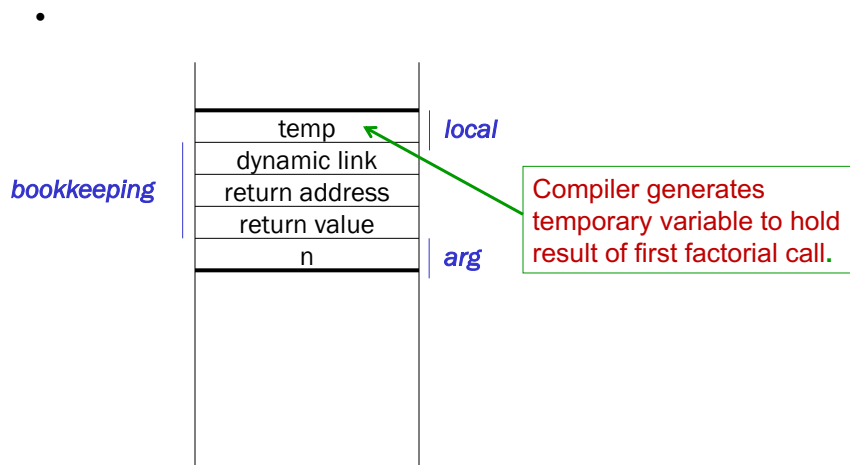 •
temp
local
dynamic link
bookkeeping
return address
return value
n
arg
Compiler generates
temporary variable to hold
result of first factorial call.